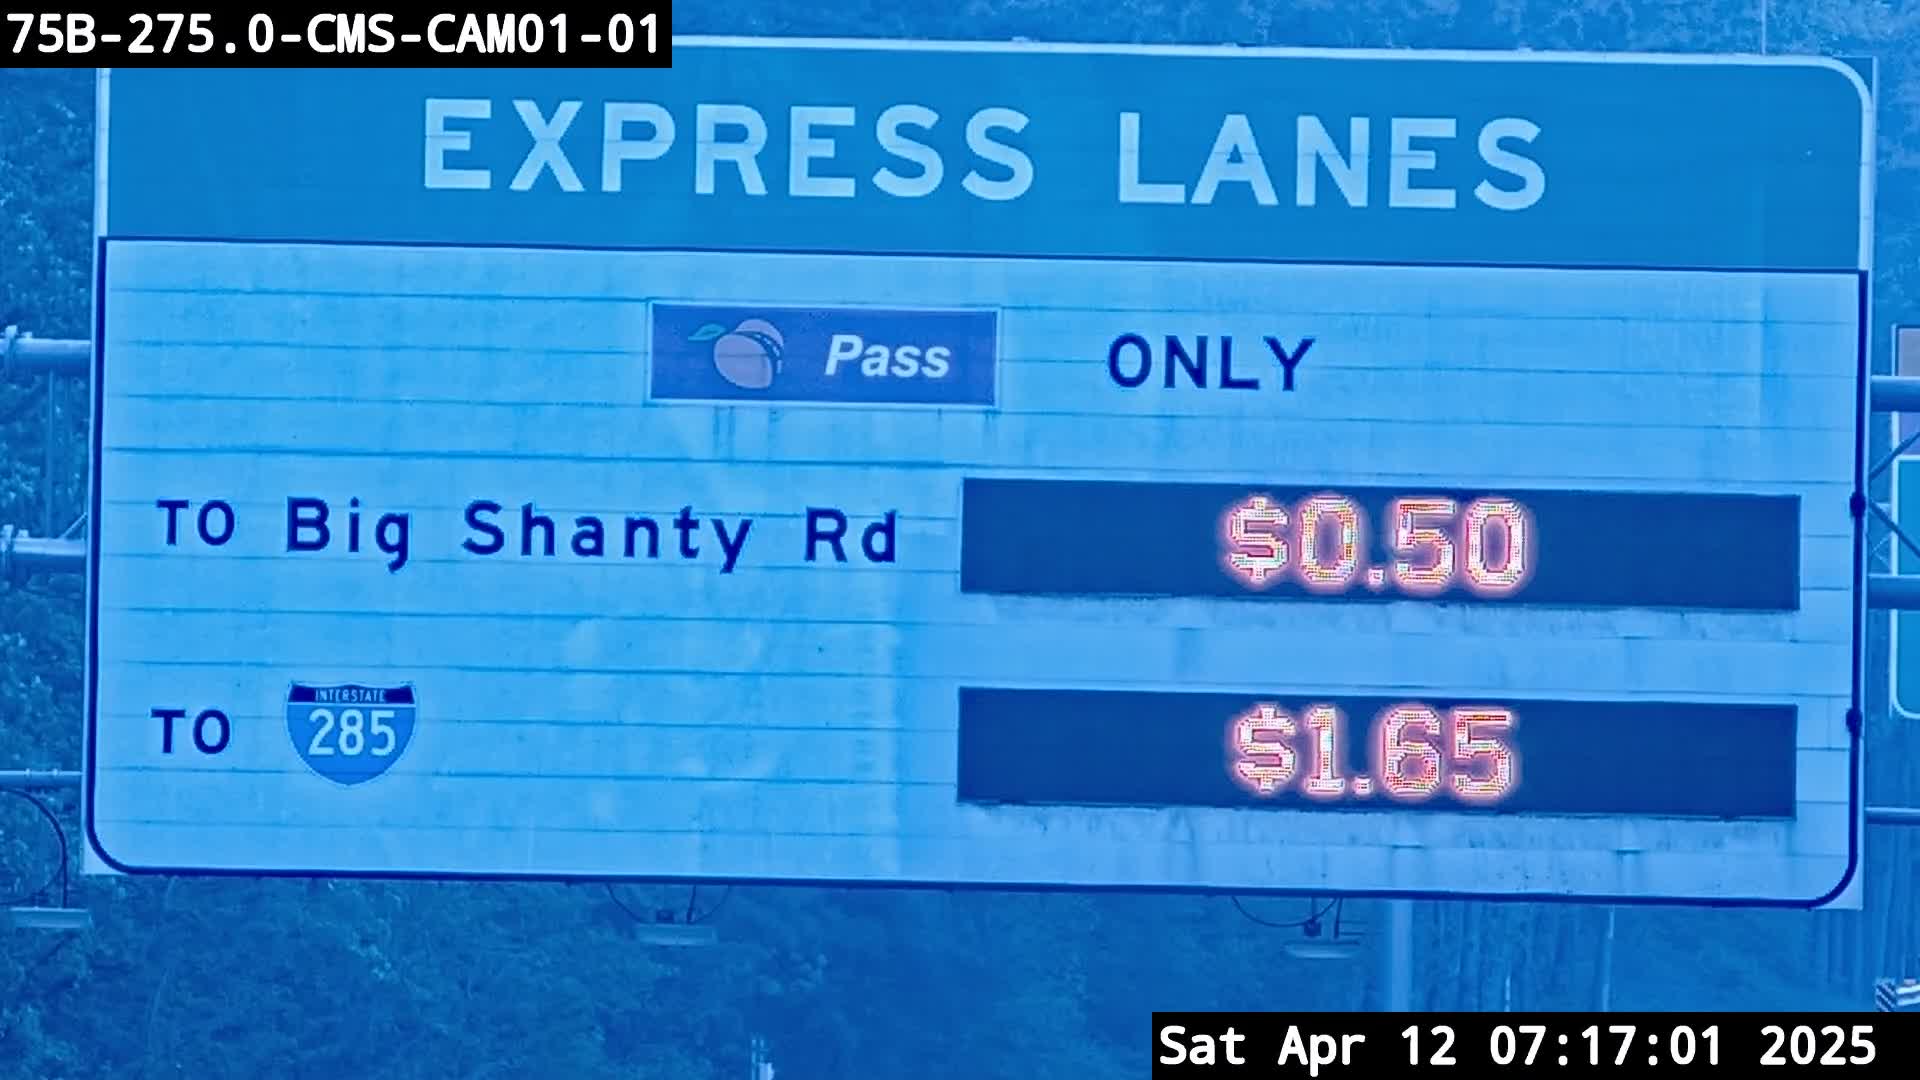 75B-275.0-CMS-CAM01-01
EXPRESS LANES
Pass ONLY
TO Big Shanty Rd $0.50
INTERSTATE
TO 285 $1.65
Sat Apr 12 07:17:01 2025